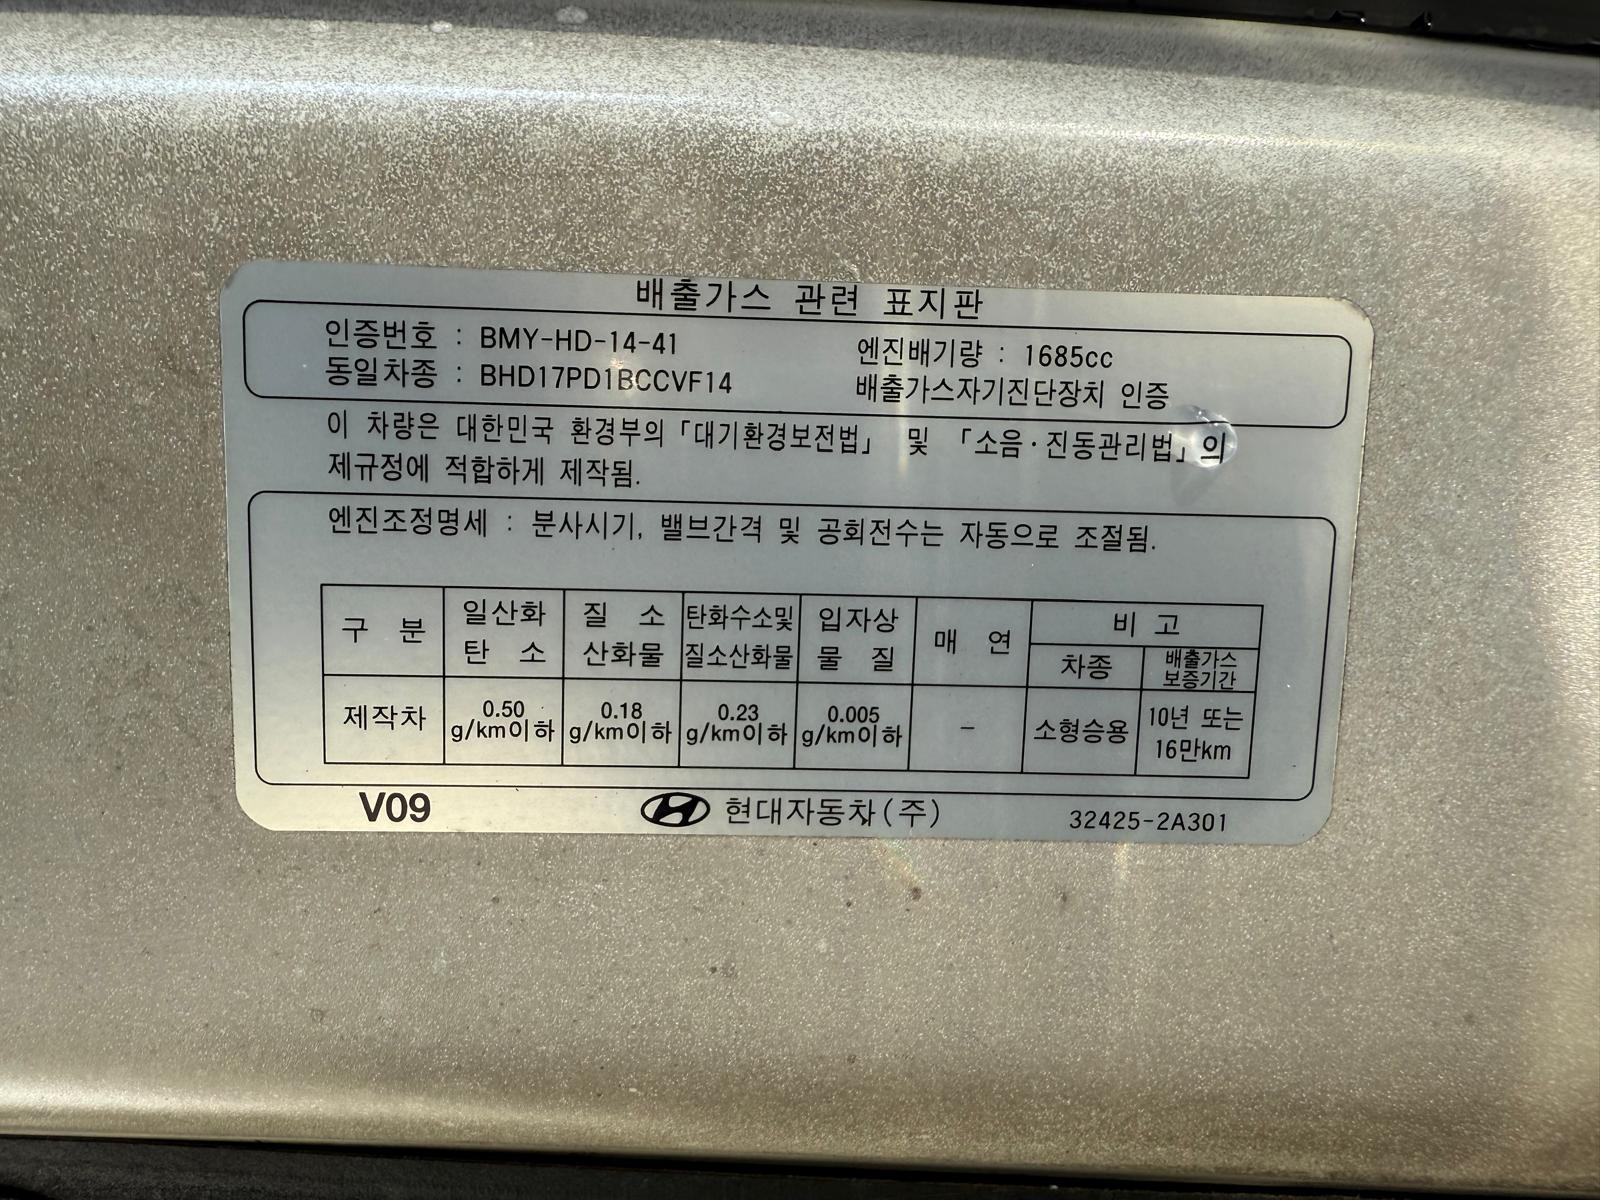 배출가스 관련 표지판
인증번호 : BMY-HD-14-41 엔진배기량 : 1685cc
동일차종 : BHD17PD1BCCVF14 배출가스자기진단장치 인증
이 차량은 대한민국 환경부의 「대기환경보전법」 및 「소음·진동관리법」의
제규정에 적합하게 제작됨.
엔진조정명세 : 분사시기, 밸브간격 및 공회전수는 자동으로 조절됨.
구 분 일산화 탄 소 질 소 산화물 탄화수소및 질소산화물 입자상 물 질 매 연 비 고
차종 배출가스 보증기간
제작차 0.50 g/km이하 0.18 g/km이하 0.23 g/km이하 0.005 g/km이하 - 소형승용 10년 또는 16만km
V09 현대자동차(주) 32425-2A301